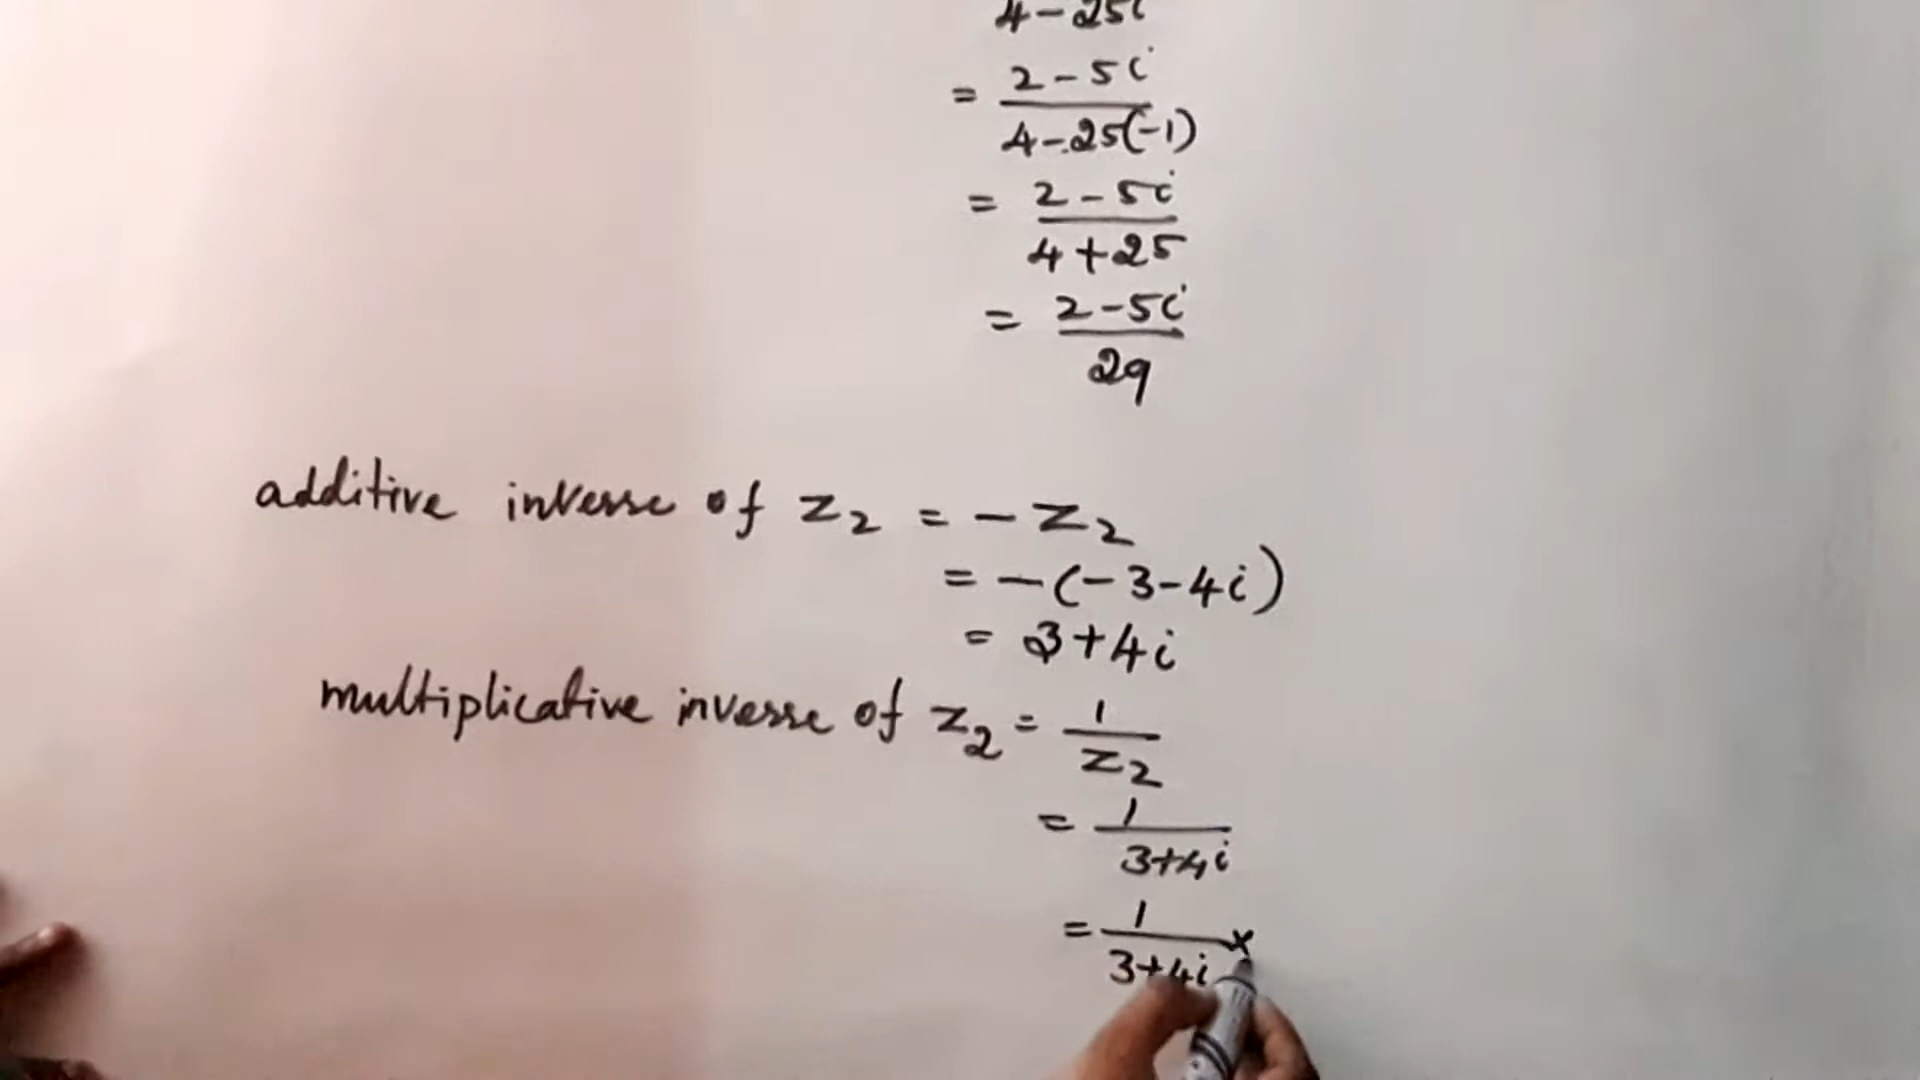 4-25i
= 2-5i
4-25(-1)
= 2-5i
4+25
= 2-5i
29
additive inverse of z2 = -z2
= -(-3-4i)
= 3+4i
multiplicative inverse of z2 = 1
z2
= 1
3+4i
= 1 ×
3+4i